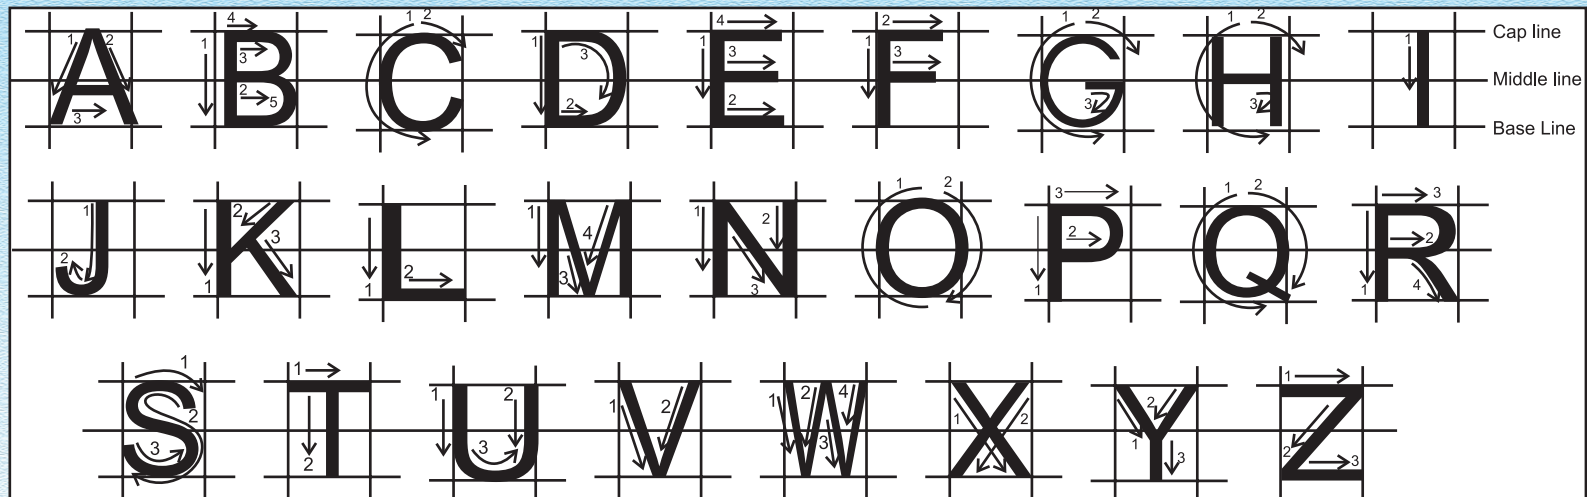 A B C D E F G H I Cap line
Middle line
Base Line
J K L M N O P Q R
S T U V W X Y Z